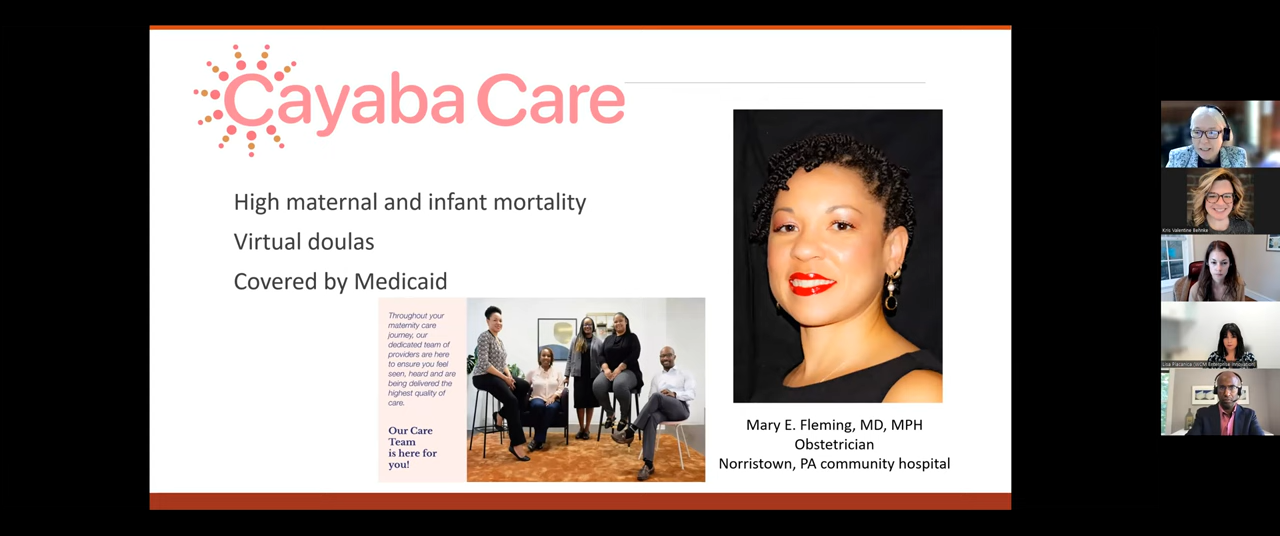 Cayaba Care
High maternal and infant mortality
Virtual doulas
Covered by Medicaid
Throughout your
maternity care
journey, our
dedicated team of
providers are here
to ensure you feel
seen, heard and are
being delivered the
highest quality of
care.
Our Care
Team
is here for
you!
Mary E. Fleming, MD, MPH
Obstetrician
Norristown, PA community hospital
Kris Valentine Behnke